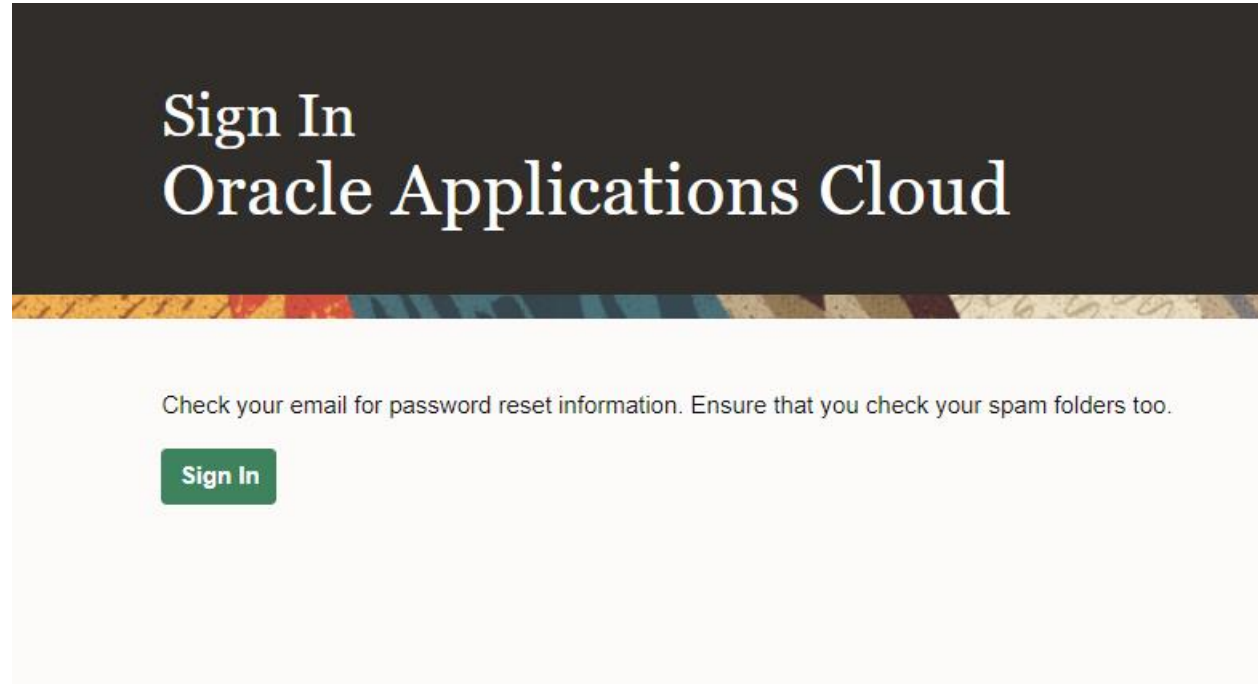 Sign In
Oracle Applications Cloud
Check your email for password reset information. Ensure that you check your spam folders too.
Sign In